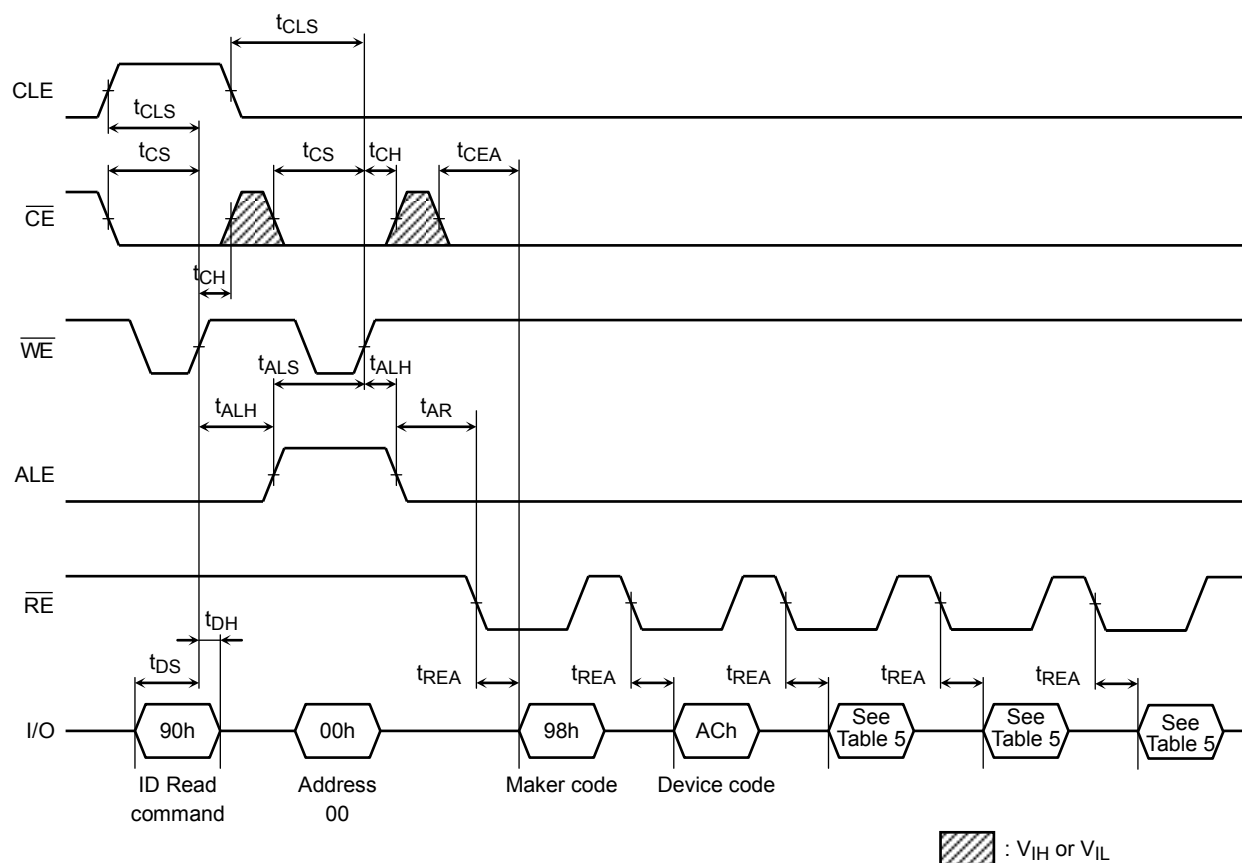 tCLS
CLE
tCLS
tCS
tCS
tCH
tCEA
CE
tCH
WE
tALS
tALH
tALH
tAR
ALE
RE
tDH
tDS
tREA
tREA
tREA
tREA
tREA
I/O
90h
00h
98h
ACh
See
Table 5
See
Table 5
See
Table 5
ID Read
command
Address
00
Maker code
Device code
: VIH or VIL